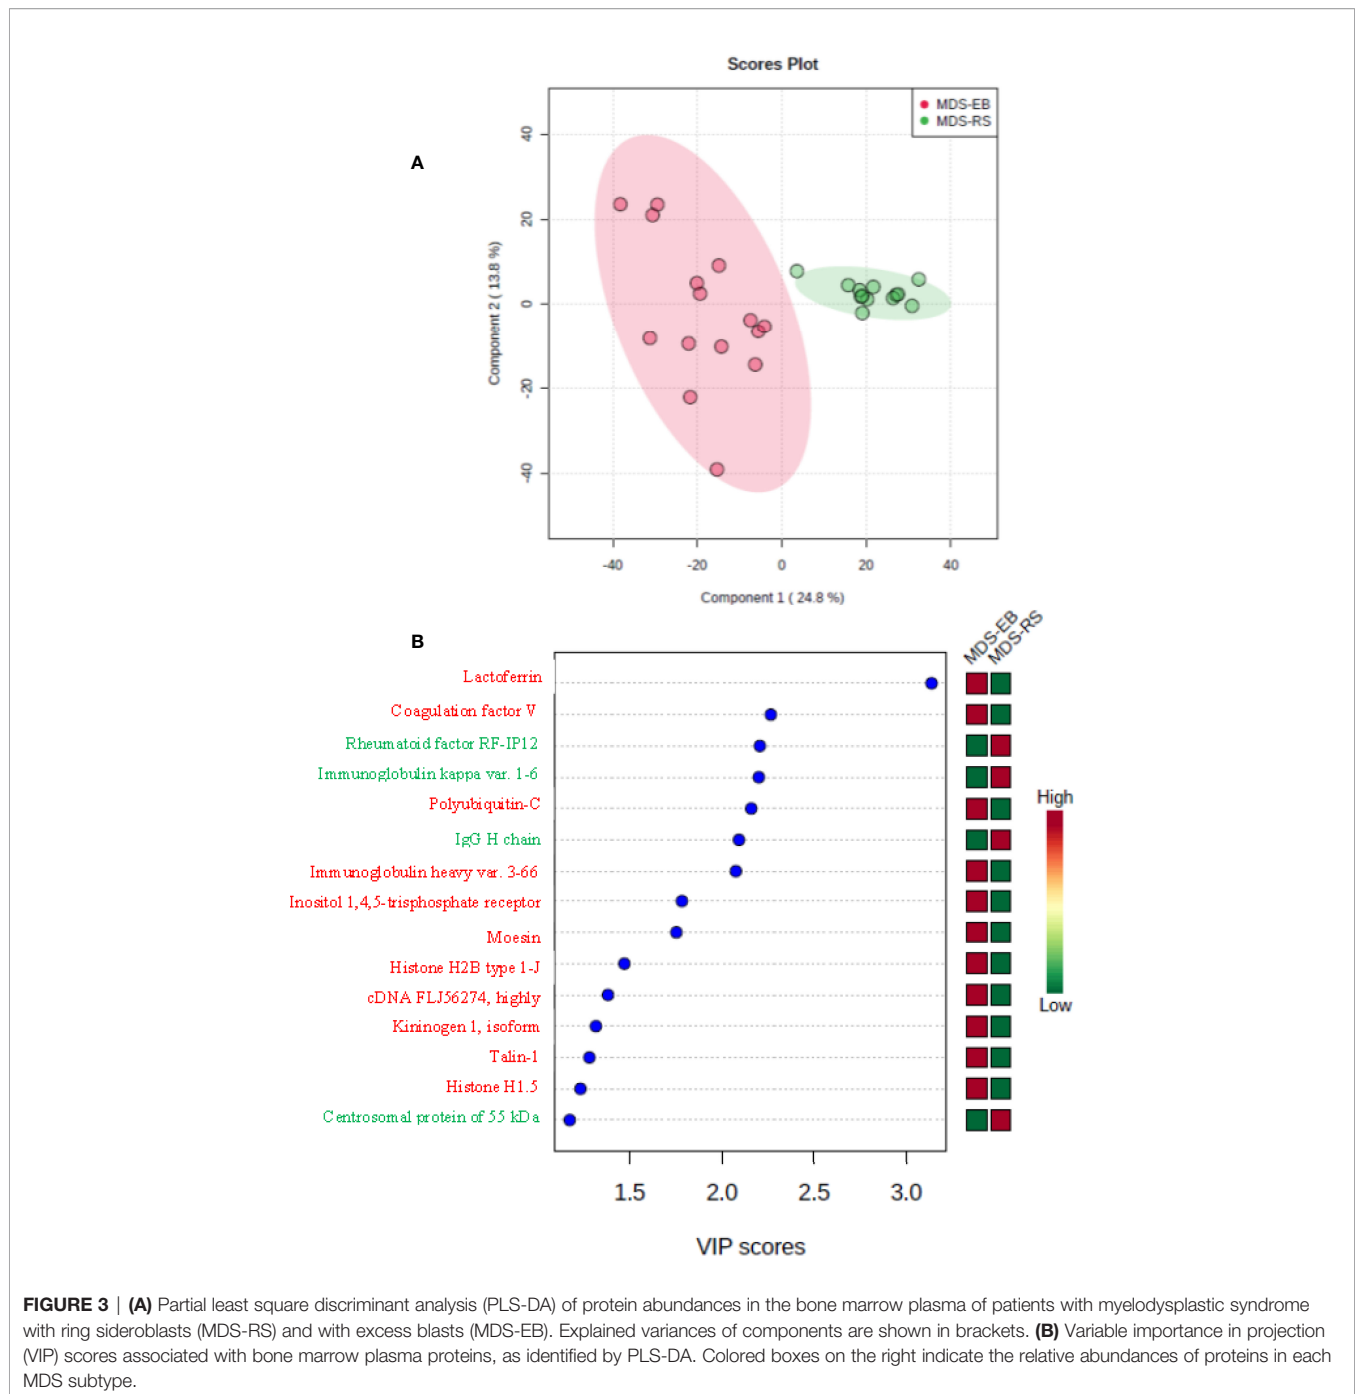 Scores Plot
MDS-EB
MDS-RS
A
40
20
0
-20
-40
Component 2 ( 13.8 %)
-40
-20
0
20
40
Component 1 ( 24.8 %)
B
MDS-EB
MDS-RS
Lactoferrin
Coagulation factor V
Rheumatoid factor RF-IP12
Immunoglobulin kappa var. 1-6
Polyubiquitin-C
IgG H chain
Immunoglobulin heavy var. 3-66
Inositol 1,4,5-trisphosphate receptor
Moesin
Histone H2B type 1-J
cDNA FLJ56274, highly
Kininogen 1, isoform
Talin-1
Histone H1.5
Centrosomal protein of 55 kDa
High
Low
1.5
2.0
2.5
3.0
VIP scores
FIGURE 3 | (A) Partial least square discriminant analysis (PLS-DA) of protein abundances in the bone marrow plasma of patients with myelodysplastic syndrome
with ring sideroblasts (MDS-RS) and with excess blasts (MDS-EB). Explained variances of components are shown in brackets. (B) Variable importance in projection
(VIP) scores associated with bone marrow plasma proteins, as identified by PLS-DA. Colored boxes on the right indicate the relative abundances of proteins in each
MDS subtype.